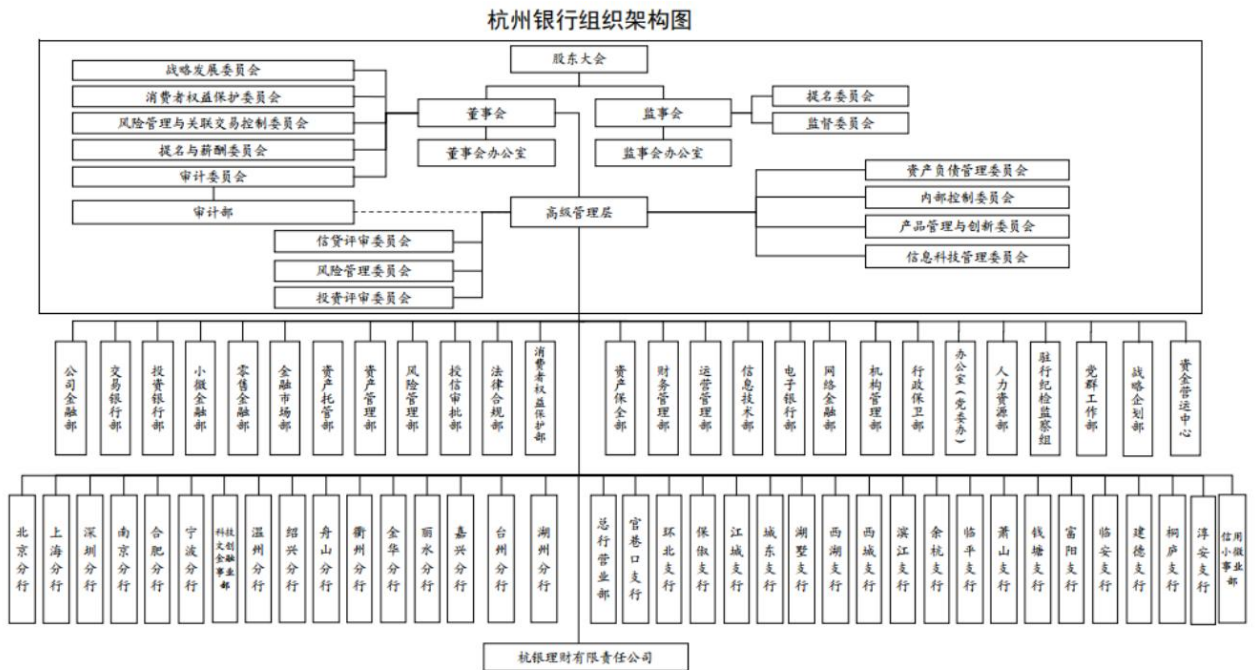 杭州银行组织架构图
股东大会
战略发展委员会
消费者权益保护委员会
风险管理与关联交易控制委员会
提名与薪酬委员会
审计委员会
审计部
董事会
董事会办公室
监事会
监事会办公室
提名委员会
监督委员会
高级管理层
信贷评审委员会
风险管理委员会
投资评审委员会
资产负债管理委员会
内部控制委员会
产品管理与创新委员会
信息科技管理委员会
公司金融部
交易银行部
投资银行部
小微金融部
零售金融部
金融市场部
资产托管部
资产管理部
风险管理部
授信审批部
法律合规部
消费者权益保护部
资产保全部
财务管理部
运营管理部
信息技术部
电子银行部
网络金融部
机构管理部
行政保卫部
办公室（党委办）
人力资源部
驻行纪检监察组
党群工作部
战略企划部
资金营运中心
北京分行
上海分行
深圳分行
南京分行
合肥分行
宁波分行
科技文创金融事业部
温州分行
绍兴分行
舟山分行
衢州分行
金华分行
丽水分行
嘉兴分行
台州分行
湖州分行
总行营业部
官巷口支行
环北支行
保俶支行
江城支行
城东支行
湖墅支行
西湖支行
西城支行
滨江支行
余杭支行
临平支行
萧山支行
钱塘支行
富阳支行
临安支行
建德支行
桐庐支行
淳安支行
信用小微事业部
杭银理财有限责任公司